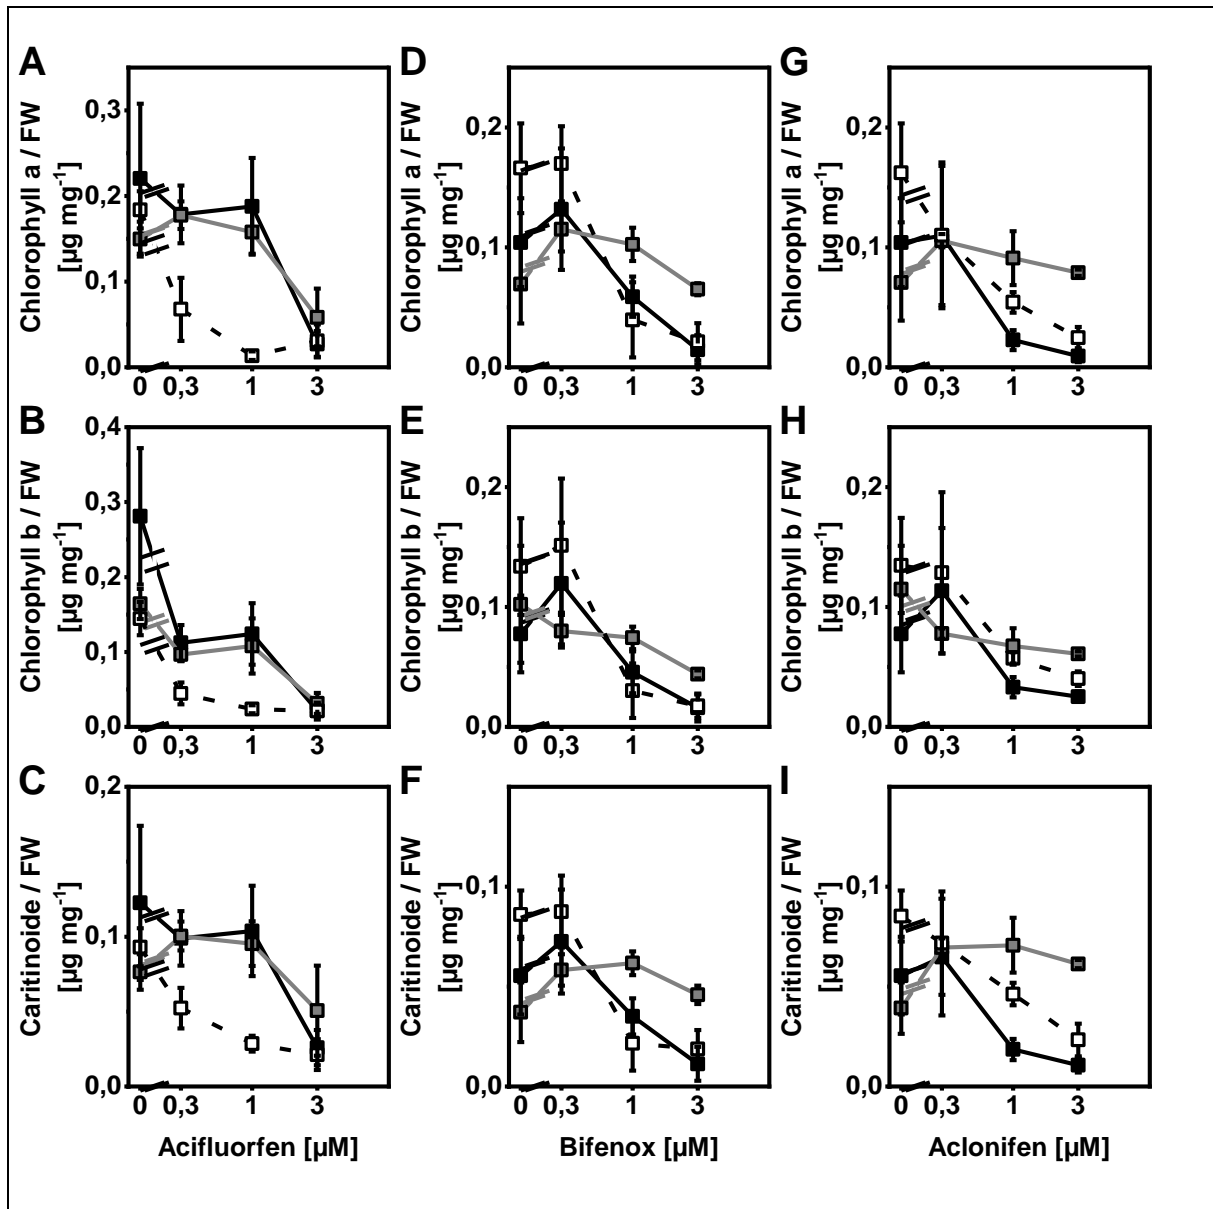 A
Chlorophyll a / FW
[µg mg-1]
0,3
0,2
0,1
0,0
0 0,3 1 3
D
Chlorophyll a / FW
[µg mg-1]
0,2
0,1
0,0
0 0,3 1 3
G
Chlorophyll a / FW
[µg mg-1]
0,2
0,1
0,0
0 0,3 1 3
B
Chlorophyll b / FW
[µg mg-1]
0,4
0,3
0,2
0,1
0,0
0 0,3 1 3
E
Chlorophyll b / FW
[µg mg-1]
0,2
0,1
0,0
0 0,3 1 3
H
Chlorophyll b / FW
[µg mg-1]
0,2
0,1
0,0
0 0,3 1 3
C
Caritinoide / FW
[µg mg-1]
0,2
0,1
0,0
0 0,3 1 3
Acifluorfen [µM]
F
Caritinoide / FW
[µg mg-1]
0,1
0,0
0 0,3 1 3
Bifenox [µM]
I
Caritinoide / FW
[µg mg-1]
0,1
0,0
0 0,3 1 3
Aclonifen [µM]